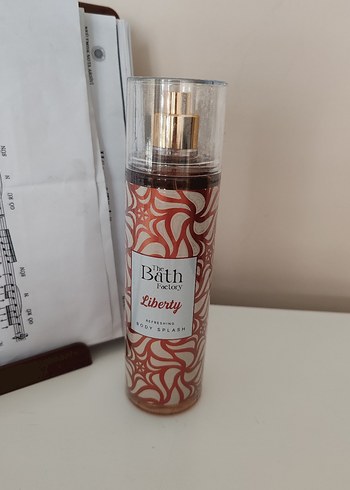 The
Bath
Factory
Liberty
REFRESHING
BODY SPLASH